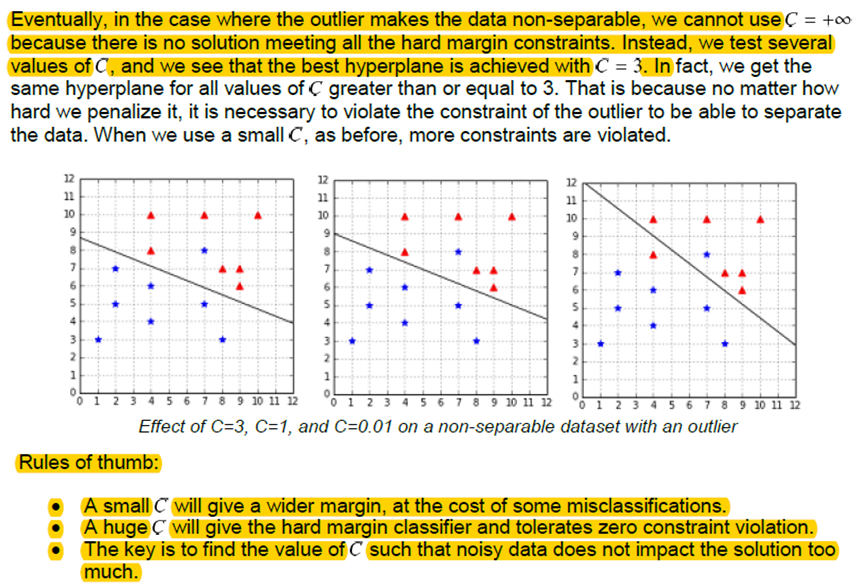 Eventually, in the case where the outlier makes the data non-separable, we cannot use C = +∞
because there is no solution meeting all the hard margin constraints. Instead, we test several
values of C, and we see that the best hyperplane is achieved with C = 3. In fact, we get the
same hyperplane for all values of C greater than or equal to 3. That is because no matter how
hard we penalize it, it is necessary to violate the constraint of the outlier to be able to separate
the data. When we use a small C, as before, more constraints are violated.
12
11
10
9
8
7
6
5
4
3
2
1
0
0 1 2 3 4 5 6 7 8 9 10 11 12
12
11
10
9
8
7
6
5
4
3
2
1
0
0 1 2 3 4 5 6 7 8 9 10 11 12
12
11
10
9
8
7
6
5
4
3
2
1
0
0 1 2 3 4 5 6 7 8 9 10 11 12
Effect of C=3, C=1, and C=0.01 on a non-separable dataset with an outlier
Rules of thumb:
● A small C will give a wider margin, at the cost of some misclassifications.
● A huge C will give the hard margin classifier and tolerates zero constraint violation.
● The key is to find the value of C such that noisy data does not impact the solution too
much.